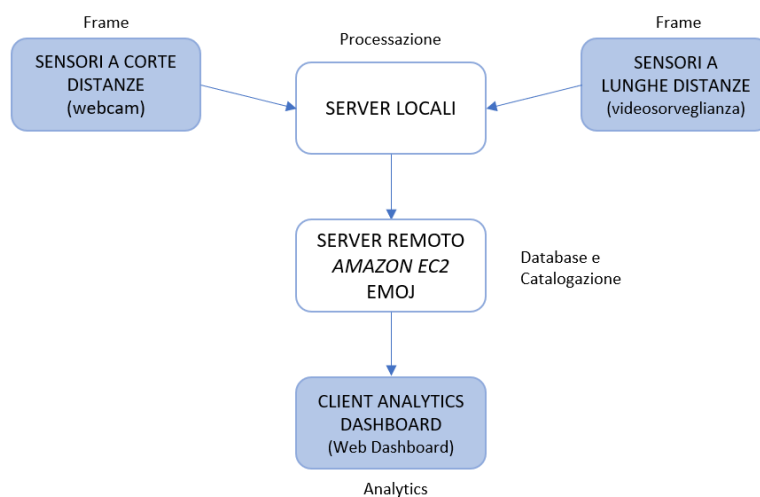 Frame
SENSORI A CORTE
DISTANZE
(webcam)
Processazione
SERVER LOCALI
Frame
SENSORI A
LUNGHE DISTANZE
(videosorveglianza)
SERVER REMOTO
AMAZON EC2
EMOJ
Database e
Catalogazione
CLIENT ANALYTICS
DASHBOARD
(Web Dashboard)
Analytics